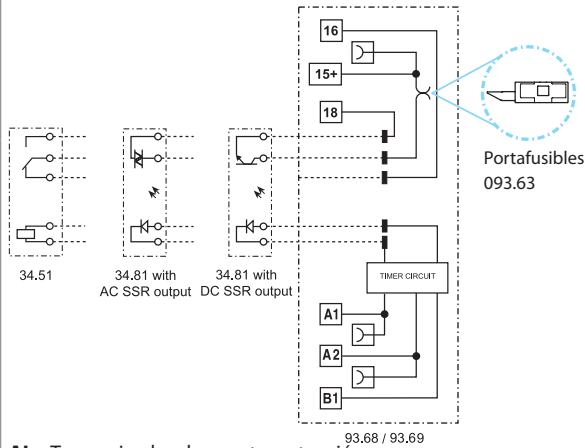 16
15+
18
Portafusibles
093.63
34.51
34.81 with
AC SSR output
34.81 with
DC SSR output
TIMER CIRCUIT
A1
A2
B1
93.68 / 93.69